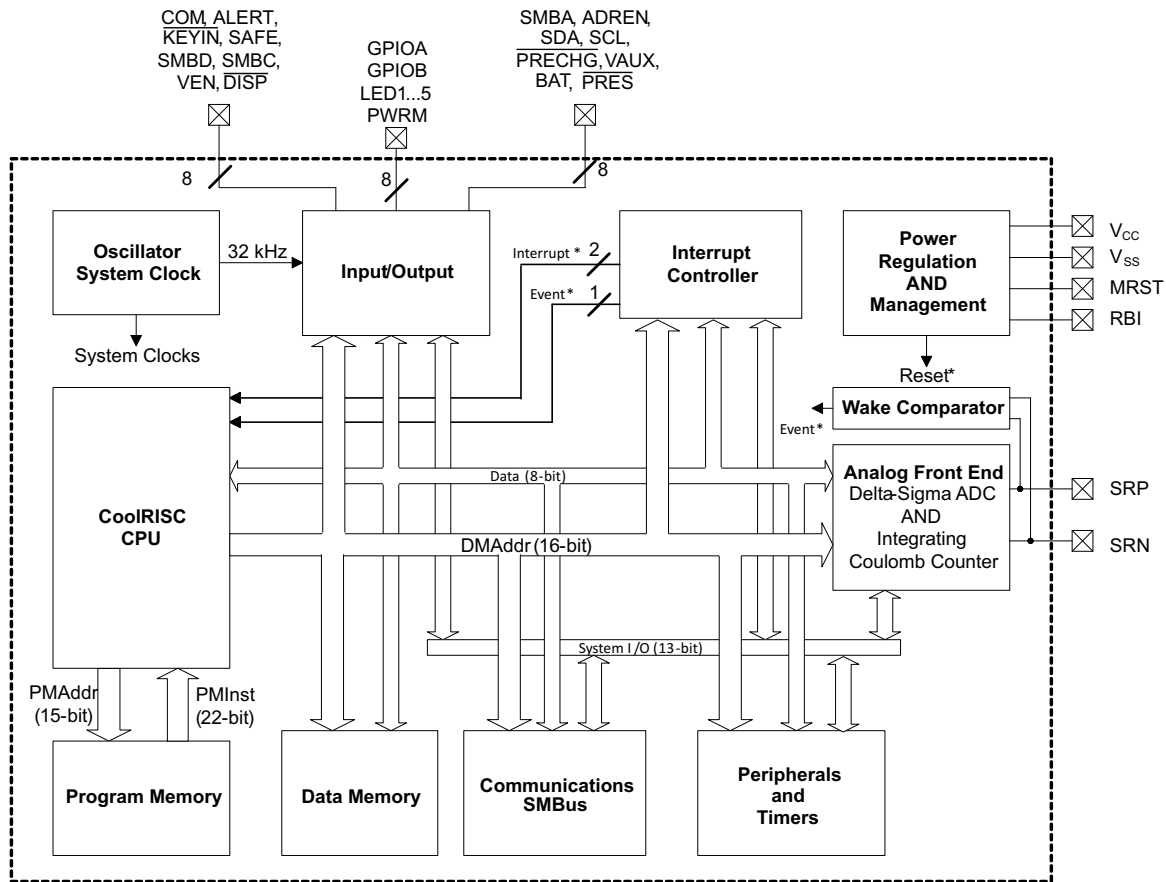 COM, ALERT,
KEYIN, SAFE,
SMBD, SMBC,
VEN, DISP
GPIOA
GPIOB
LED1...5
PWRM
SMBA, ADREN,
SDA, SCL,
PRECHG, VAUX,
BAT, PRES
8
8
8
Oscillator
System Clock
32 kHz
Input/Output
Interrupt *
2
Event*
1
Interrupt
Controller
Power
Regulation
AND
Management
VCC
VSS
MRST
RBI
System Clocks
Reset*
Wake Comparator
Event*
CoolRISC
CPU
Data (8-bit)
DMAddr (16-bit)
Analog Front End
Delta-Sigma ADC
AND
Integrating
Coulomb Counter
SRP
SRN
System I/O (13-bit)
PMAddr
(15-bit)
PMInst
(22-bit)
Program Memory
Data Memory
Communications
SMBus
Peripherals
and
Timers